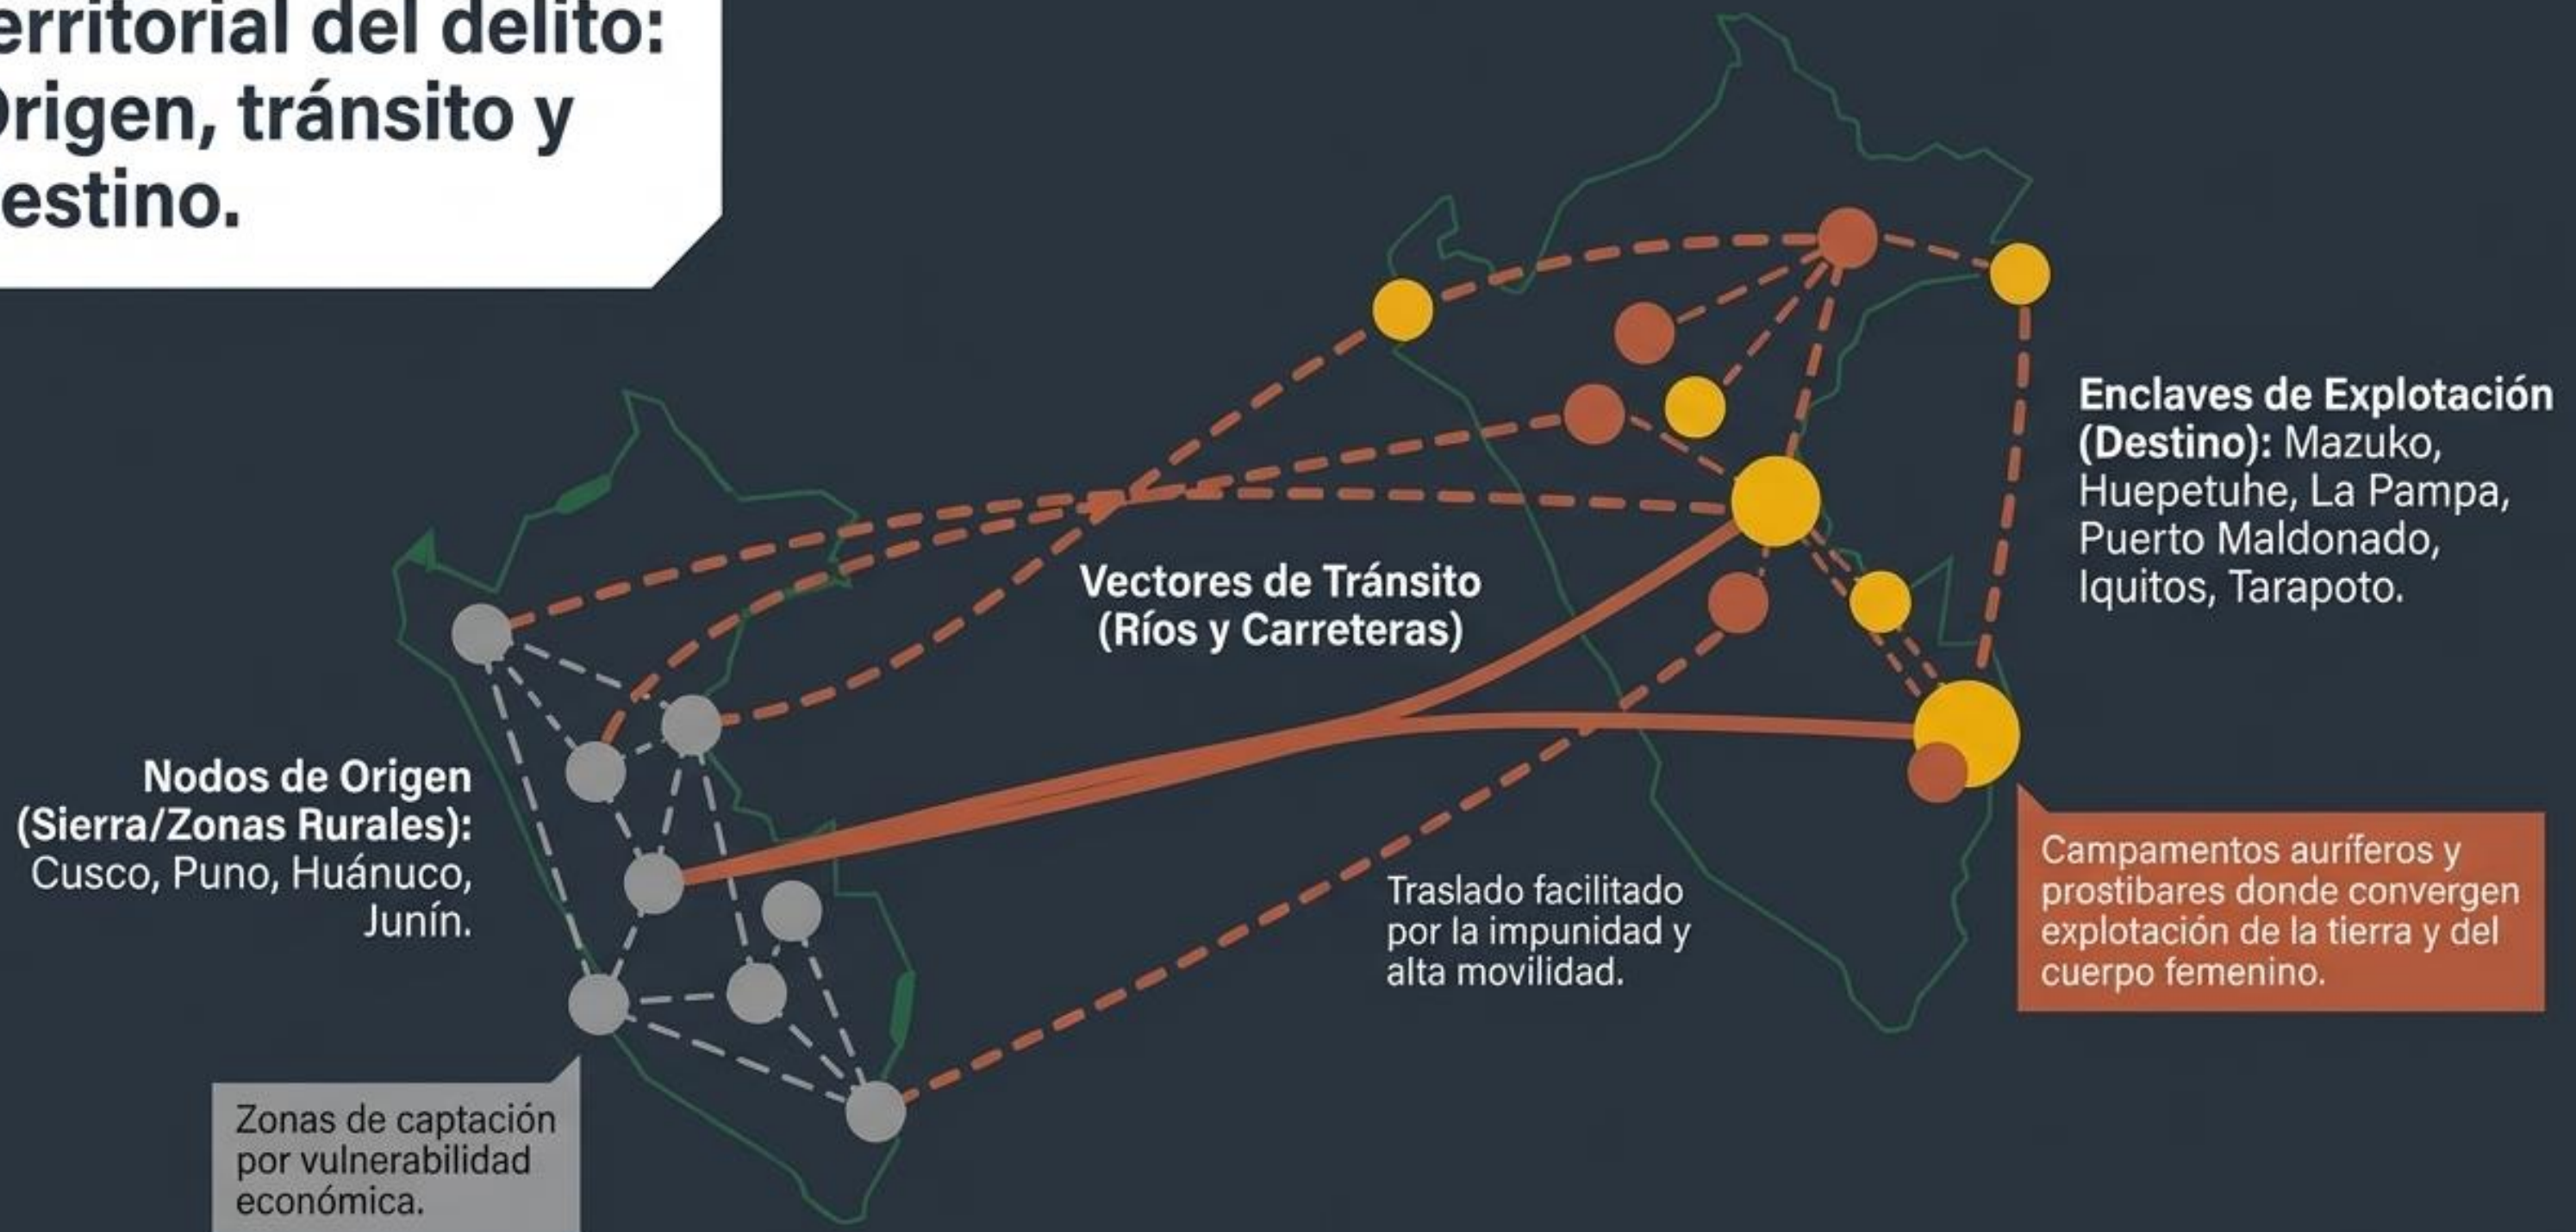 erritorial del delito:
Origen, tránsito y
estino.
Enclaves de Explotación
(Destino): Mazuko,
Huepetuhe, La Pampa,
Puerto Maldonado,
Iquitos, Tarapoto.
Vectores de Tránsito
(Ríos y Carreteras)
Nodos de Origen
(Sierra/Zonas Rurales):
Cusco, Puno, Huánuco,
Junín.
Traslado facilitado
por la impunidad y
alta movilidad.
Campamentos auríferos y
prostibares donde convergen
explotación de la tierra y del
cuerpo femenino.
Zonas de captación
por vulnerabilidad
económica.